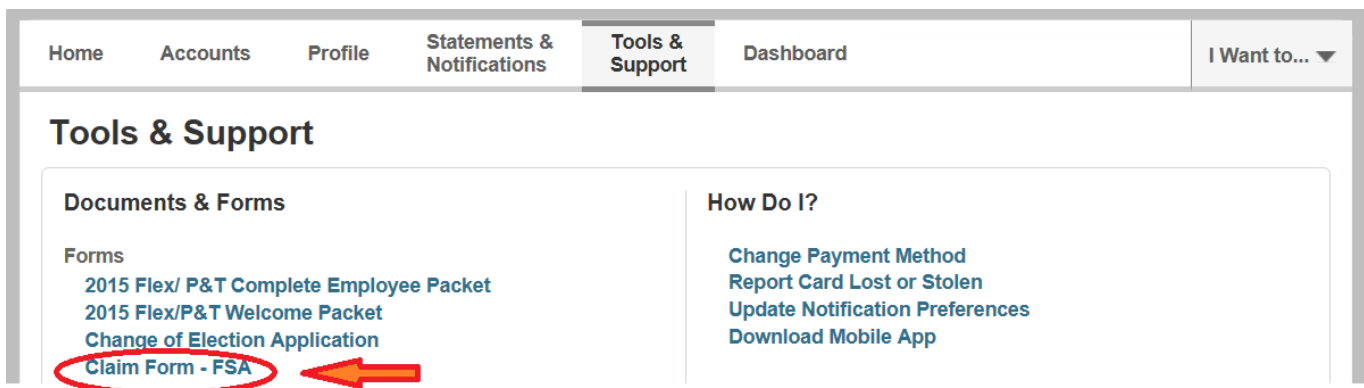 Home Accounts Profile Statements & Notifications Tools & Support Dashboard I Want to...
Tools & Support
Documents & Forms
Forms
2015 Flex/ P&T Complete Employee Packet
2015 Flex/P&T Welcome Packet
Change of Election Application
Claim Form - FSA
How Do I?
Change Payment Method
Report Card Lost or Stolen
Update Notification Preferences
Download Mobile App